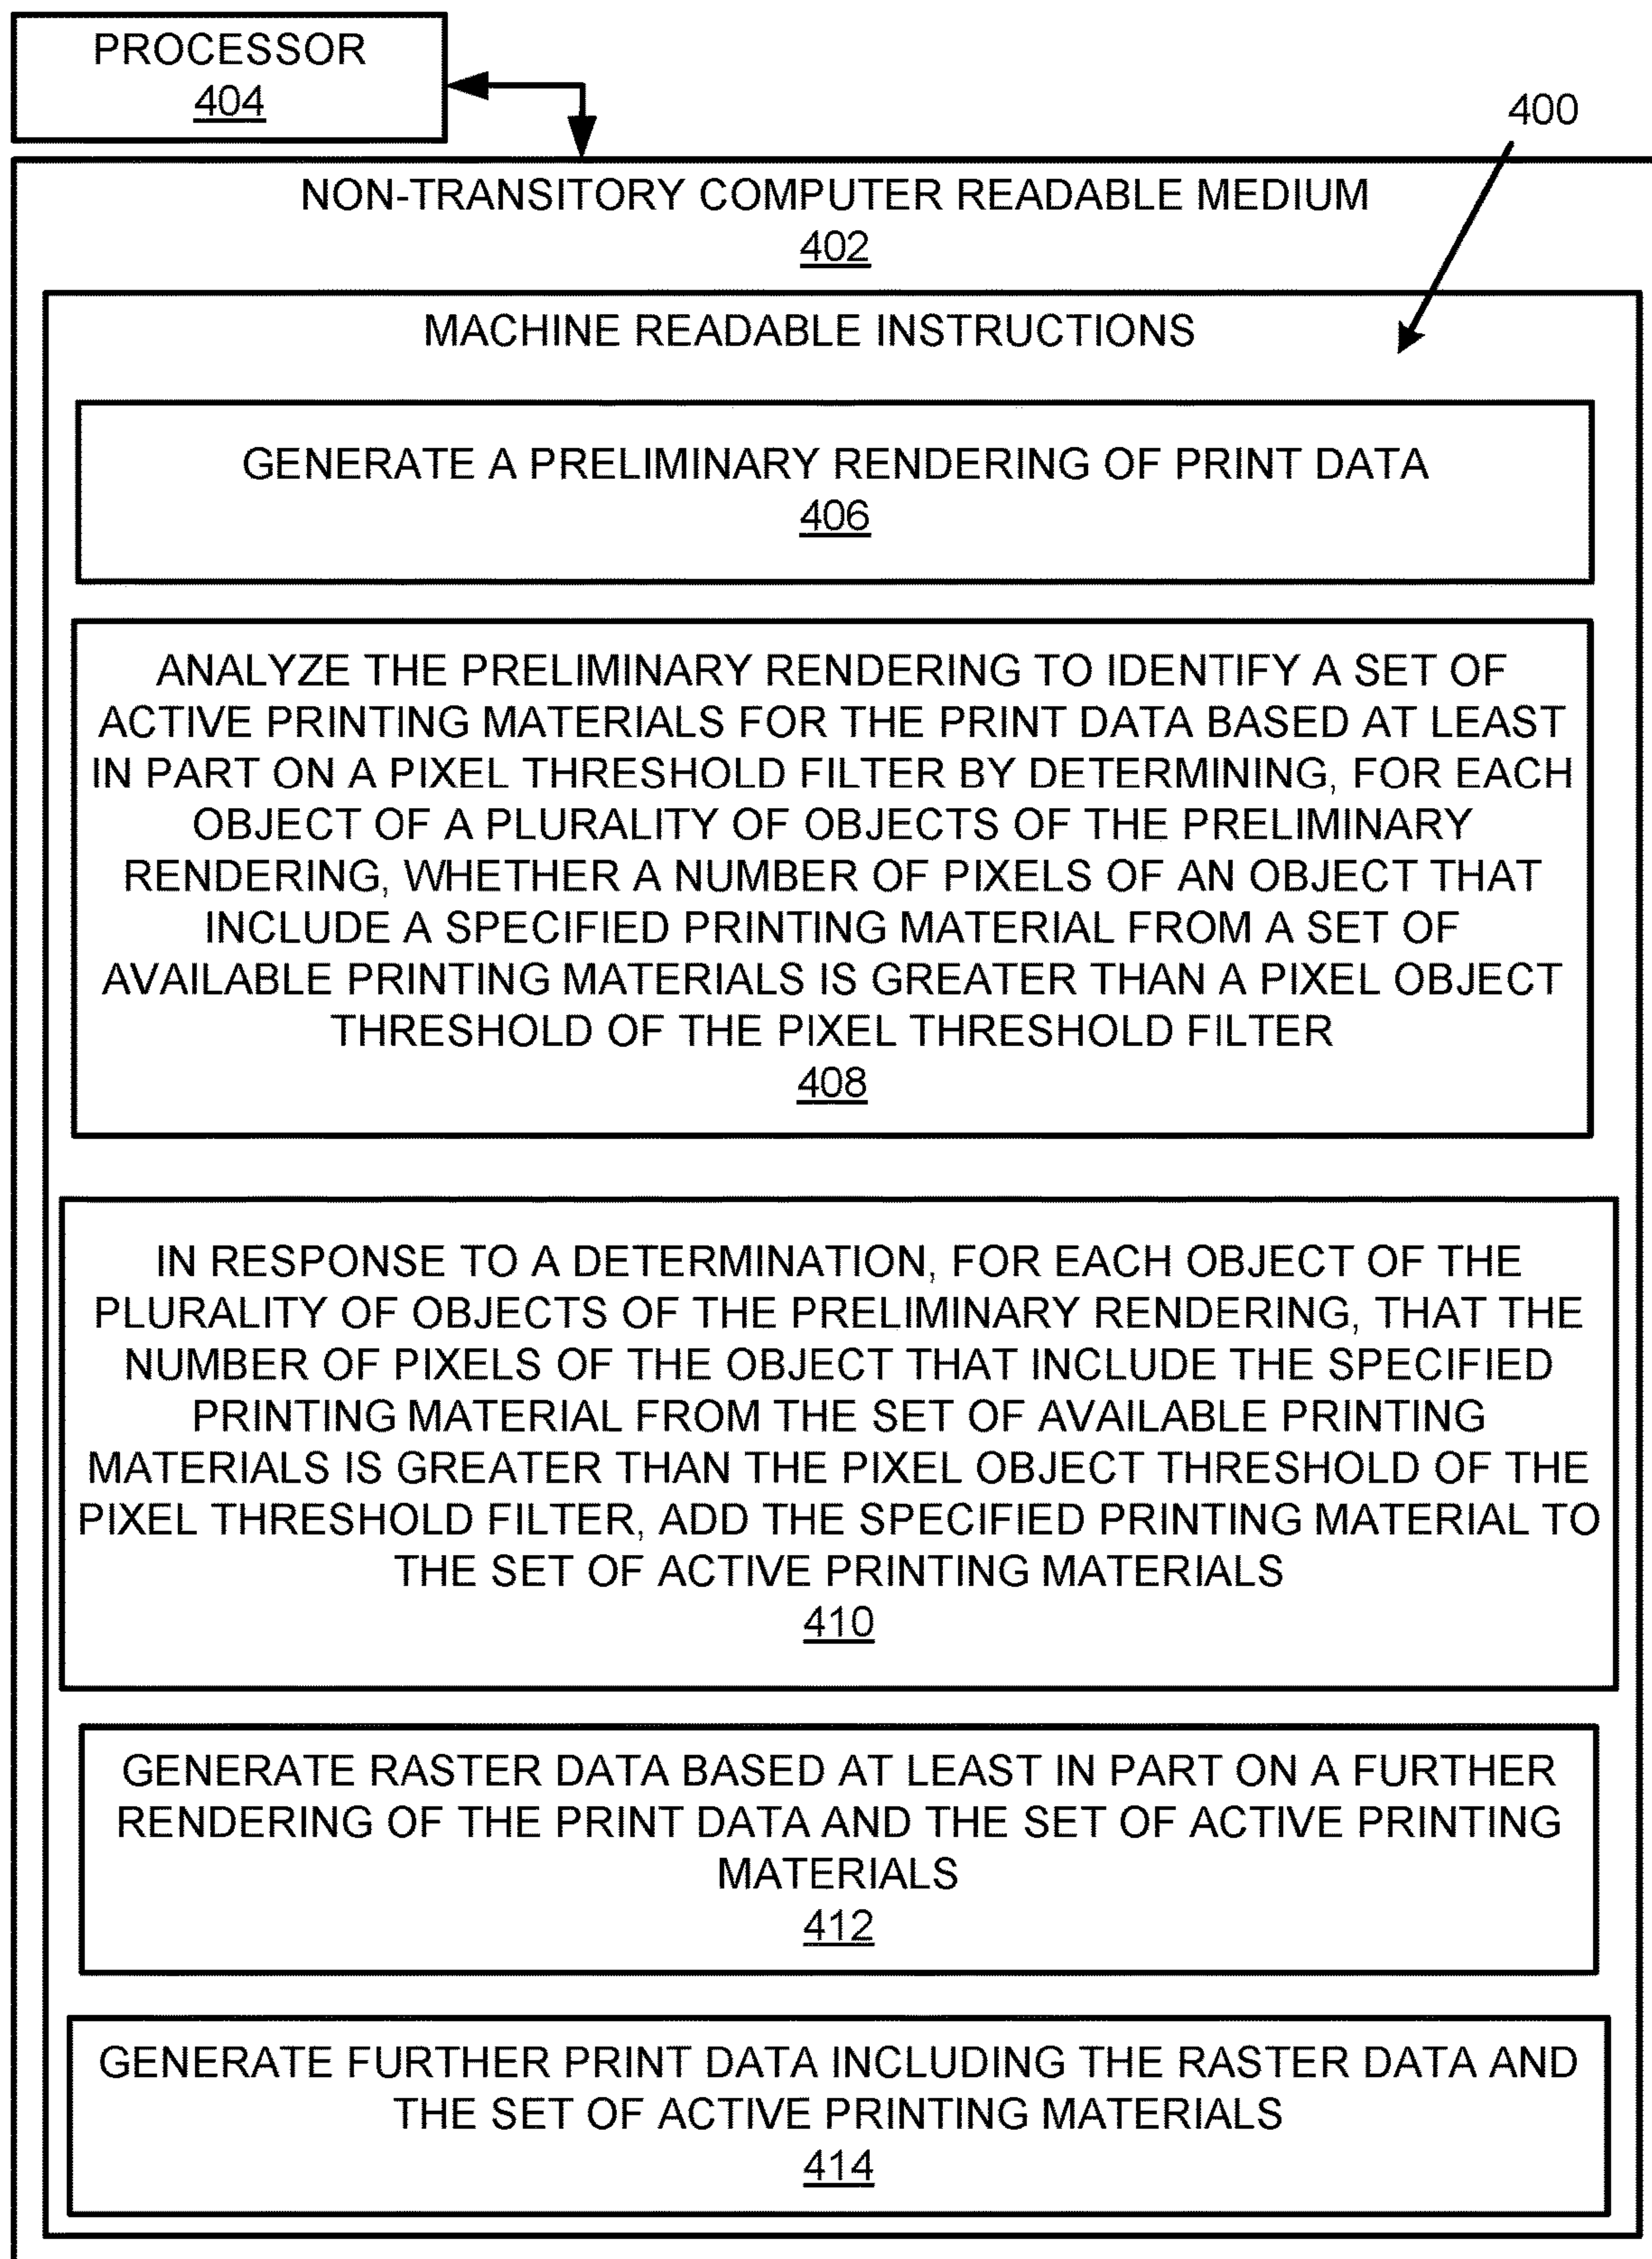 PROCESSOR
404
400
NON-TRANSITORY COMPUTER READABLE MEDIUM
402
MACHINE READABLE INSTRUCTIONS
GENERATE A PRELIMINARY RENDERING OF PRINT DATA
406
ANALYZE THE PRELIMINARY RENDERING TO IDENTIFY A SET OF
ACTIVE PRINTING MATERIALS FOR THE PRINT DATA BASED AT LEAST
IN PART ON A PIXEL THRESHOLD FILTER BY DETERMINING, FOR EACH
OBJECT OF A PLURALITY OF OBJECTS OF THE PRELIMINARY
RENDERING, WHETHER A NUMBER OF PIXELS OF AN OBJECT THAT
INCLUDE A SPECIFIED PRINTING MATERIAL FROM A SET OF
AVAILABLE PRINTING MATERIALS IS GREATER THAN A PIXEL OBJECT
THRESHOLD OF THE PIXEL THRESHOLD FILTER
408
IN RESPONSE TO A DETERMINATION, FOR EACH OBJECT OF THE
PLURALITY OF OBJECTS OF THE PRELIMINARY RENDERING, THAT THE
NUMBER OF PIXELS OF THE OBJECT THAT INCLUDE THE SPECIFIED
PRINTING MATERIAL FROM THE SET OF AVAILABLE PRINTING
MATERIALS IS GREATER THAN THE PIXEL OBJECT THRESHOLD OF THE
PIXEL THRESHOLD FILTER, ADD THE SPECIFIED PRINTING MATERIAL TO
THE SET OF ACTIVE PRINTING MATERIALS
410
GENERATE RASTER DATA BASED AT LEAST IN PART ON A FURTHER
RENDERING OF THE PRINT DATA AND THE SET OF ACTIVE PRINTING
MATERIALS
412
GENERATE FURTHER PRINT DATA INCLUDING THE RASTER DATA AND
THE SET OF ACTIVE PRINTING MATERIALS
414